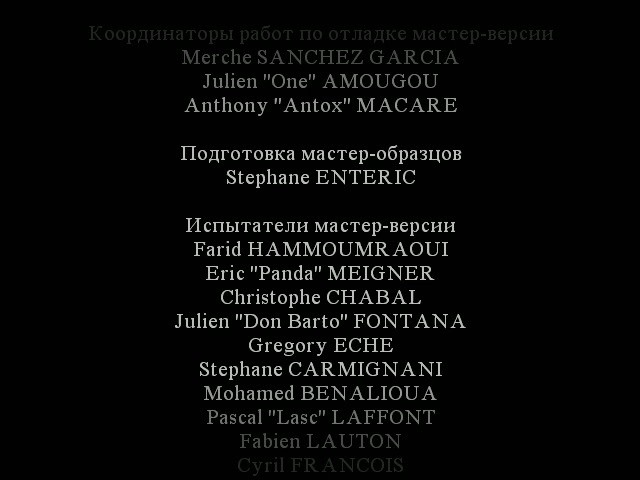 Координаторы работ по отладке мастер-версии
Merche SANCHEZ GARCIA
Julien "One" AMOUGOU
Anthony "Antox" MACARE
Подготовка мастер-образцов
Stephane ENTERIC
Испытатели мастер-версии
Farid HAMMOUMRAOUI
Eric "Panda" MEIGNER
Christophe CHABAL
Julien "Don Barto" FONTANA
Gregory ECHE
Stephane CARMIGNANI
Mohamed BENALIOUA
Pascal "Lasc" LAFFONT
Fabien LAUTON
Cyril FRANCOIS